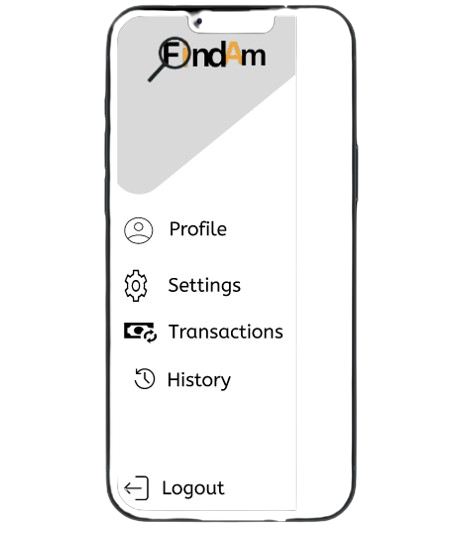 FindAm
Profile
Settings
Transactions
History
Logout